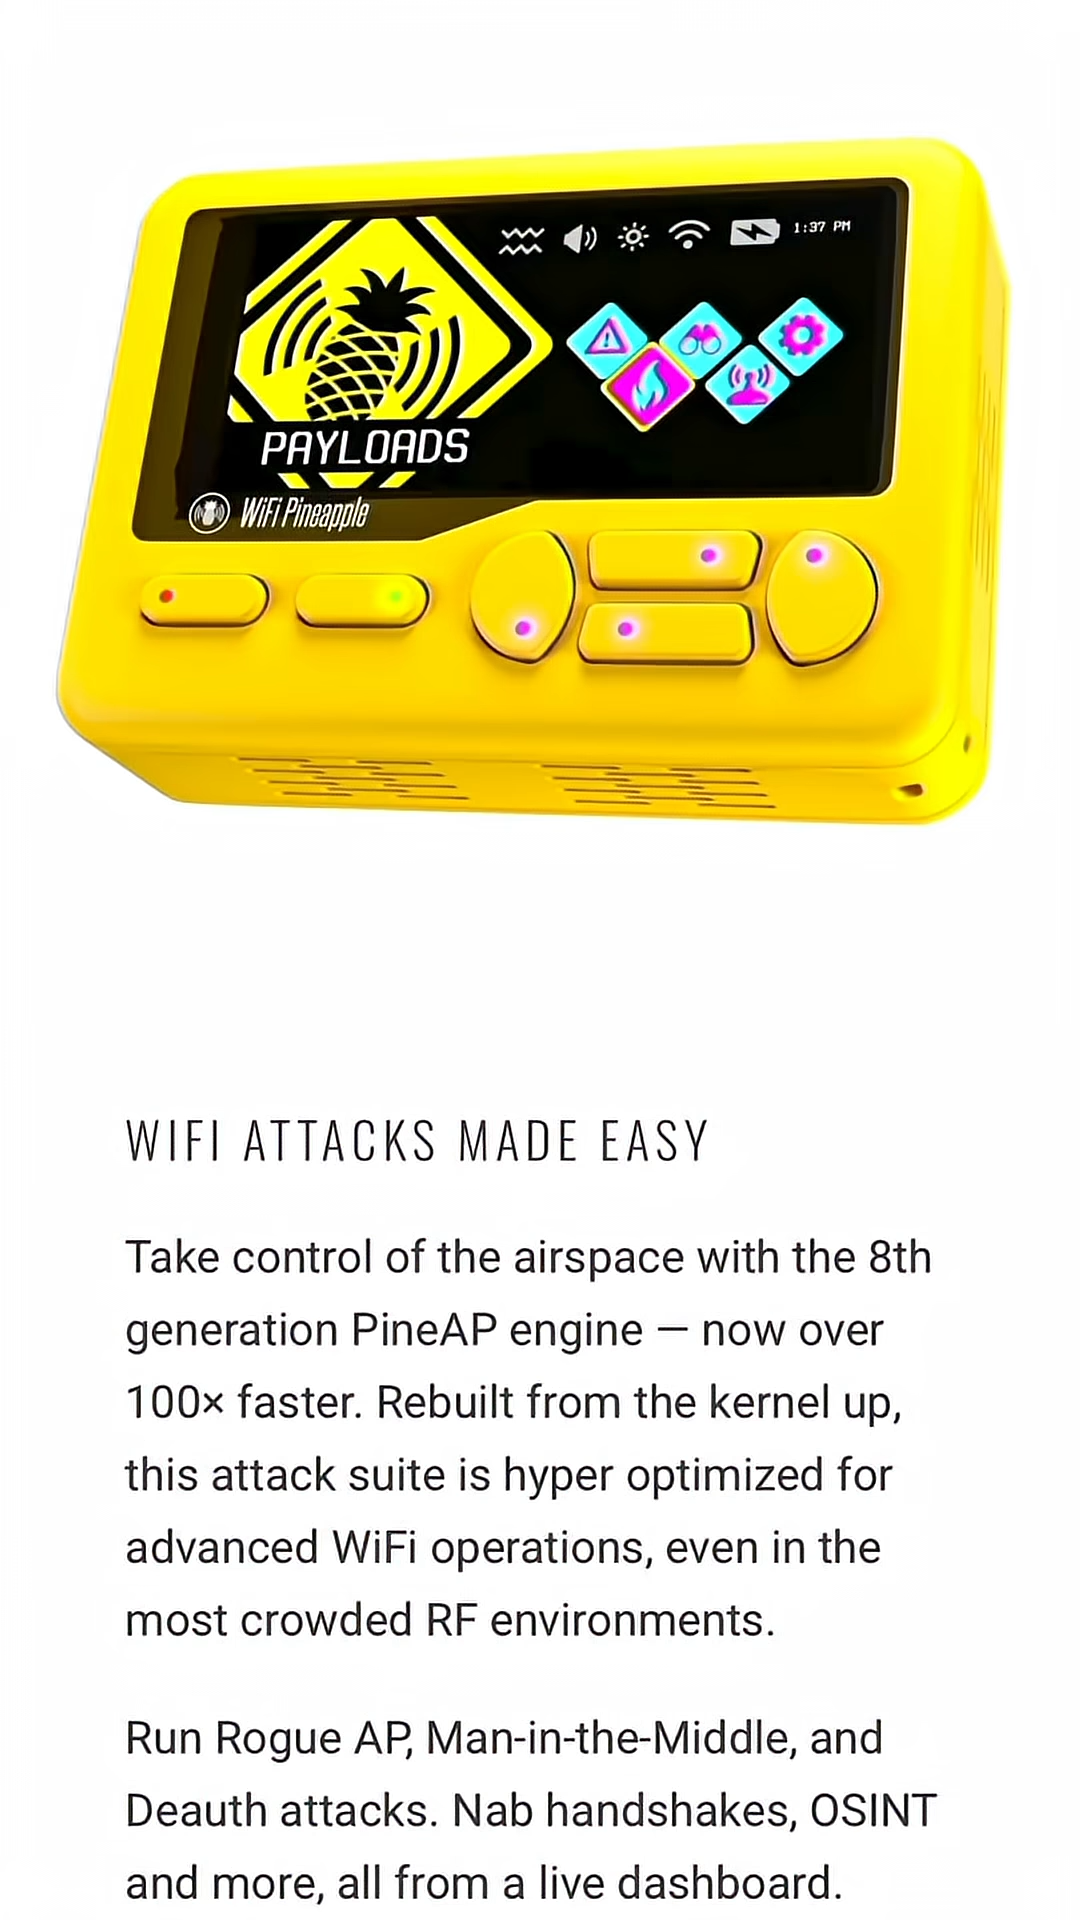 1:37 PM
PAYLOADS
WiFi Pineapple
WIFI ATTACKS MADE EASY
Take control of the airspace with the 8th
generation PineAP engine — now over
100× faster. Rebuilt from the kernel up,
this attack suite is hyper optimized for
advanced WiFi operations, even in the
most crowded RF environments.
Run Rogue AP, Man-in-the-Middle, and
Deauth attacks. Nab handshakes, OSINT
and more, all from a live dashboard.